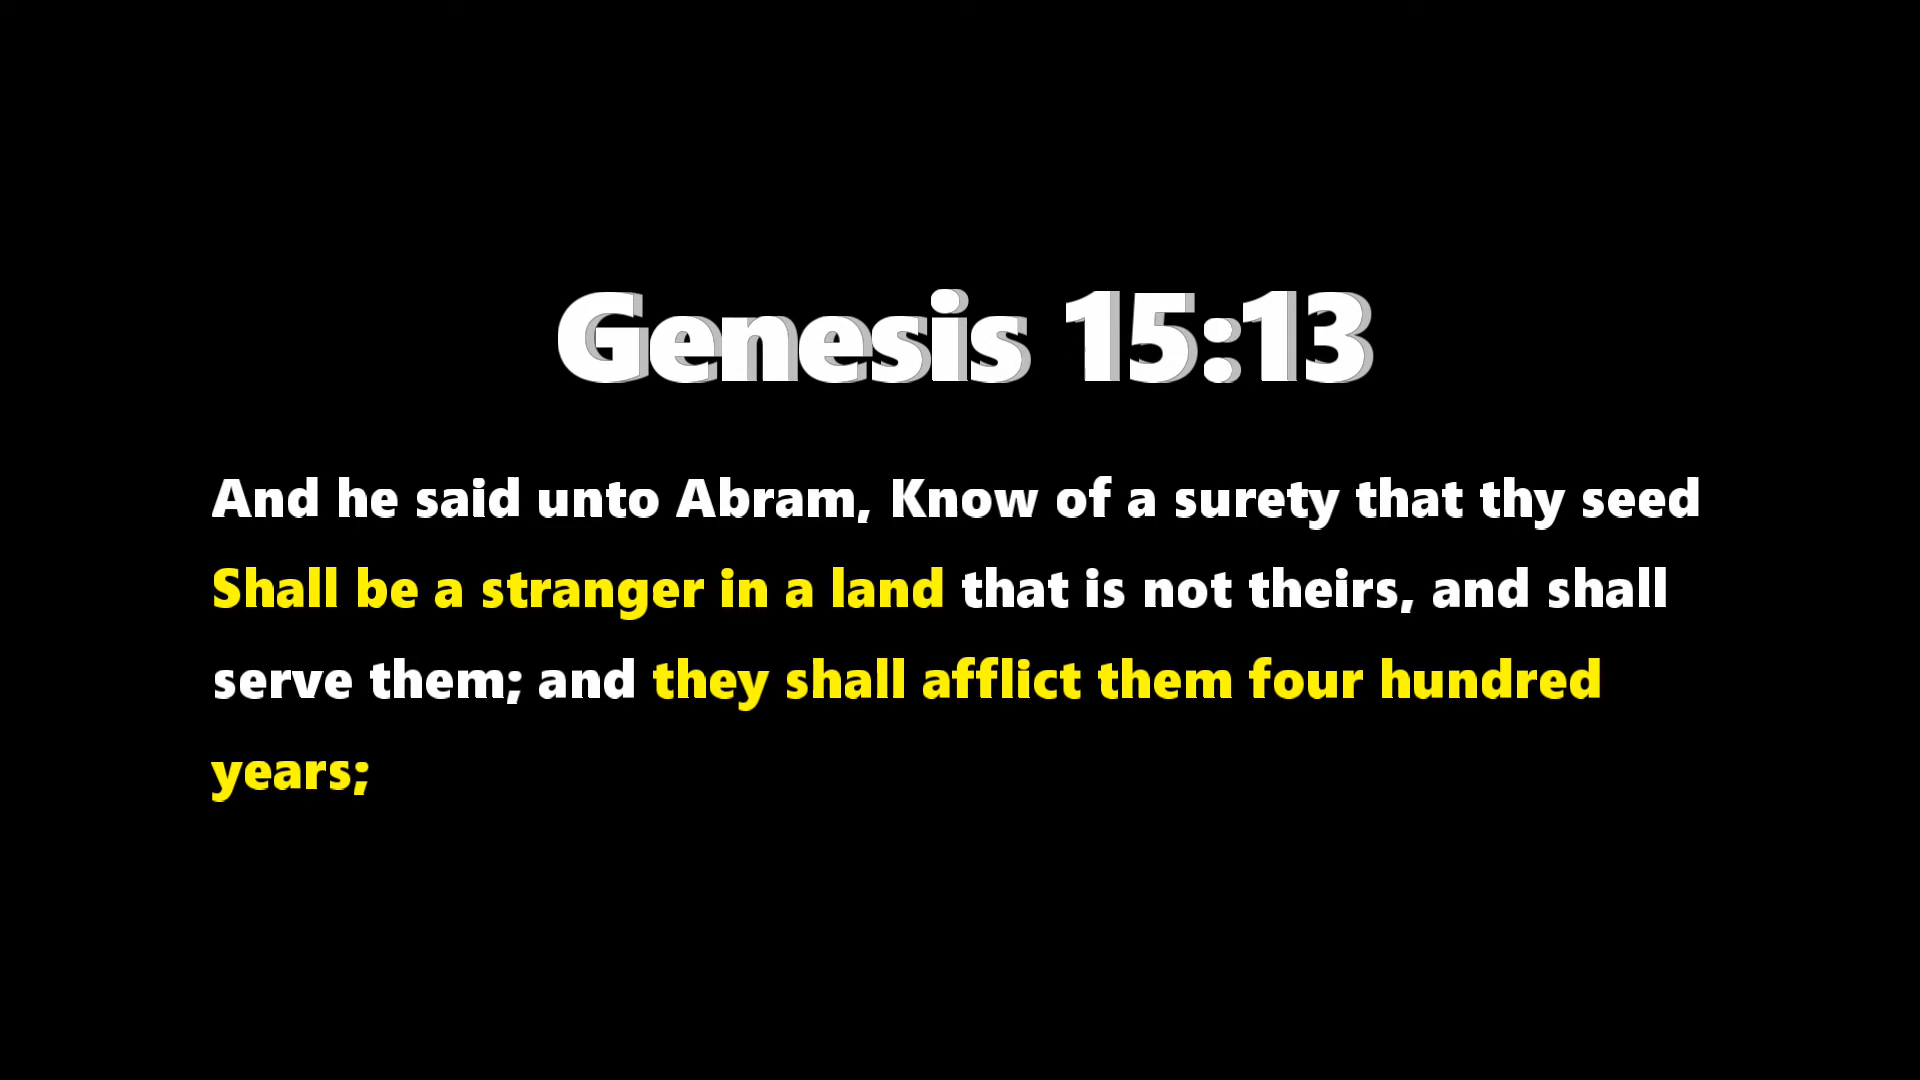 Genesis 15:13
And he said unto Abram, Know of a surety that thy seed
Shall be a stranger in a land that is not theirs, and shall
serve them; and they shall afflict them four hundred
years;